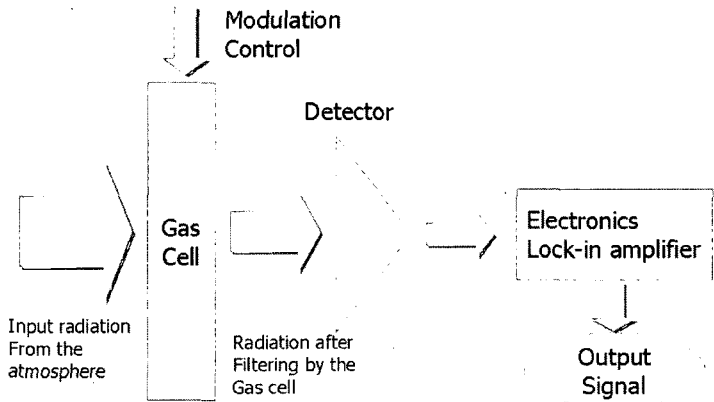 Modulation
Control
Detector
Gas
Cell
Electronics
Lock-in amplifier
Input radiation
From the
atmosphere
Radiation after
Filtering by the
Gas cell
Output
Signal